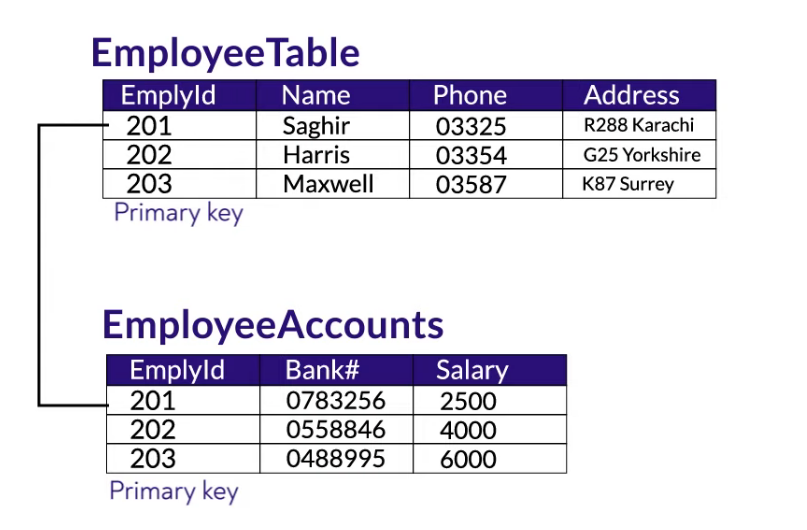 EmployeeTable
EmplyId Name Phone Address
201 Saghir 03325 R288 Karachi
202 Harris 03354 G25 Yorkshire
203 Maxwell 03587 K87 Surrey
Primary key
EmployeeAccounts
EmplyId Bank# Salary
201 0783256 2500
202 0558846 4000
203 0488995 6000
Primary key